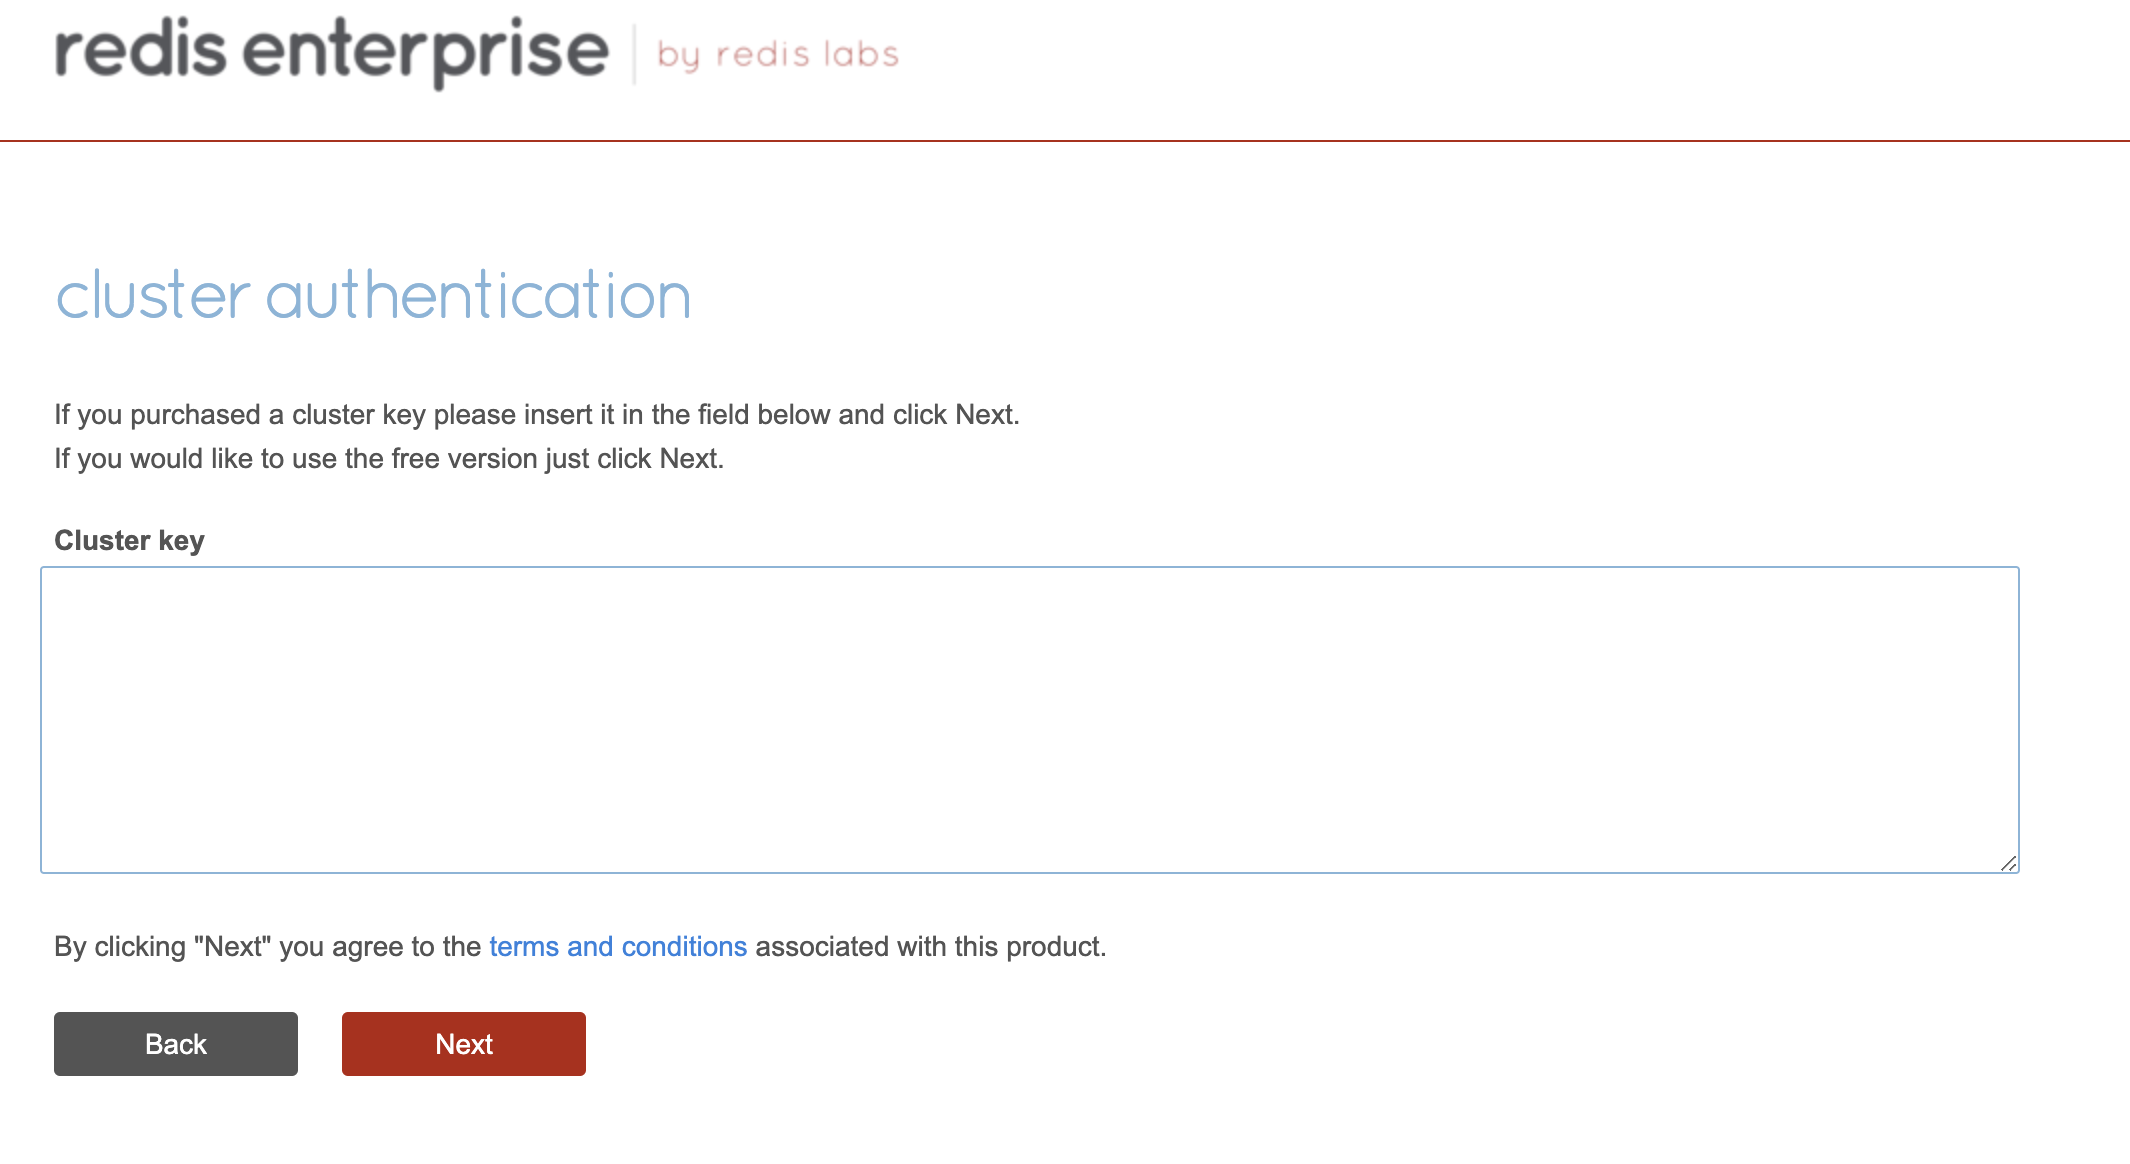 redis enterprise by redis labs
cluster authentication
If you purchased a cluster key please insert it in the field below and click Next.
If you would like to use the free version just click Next.
Cluster key
By clicking "Next" you agree to the terms and conditions associated with this product.
Back Next